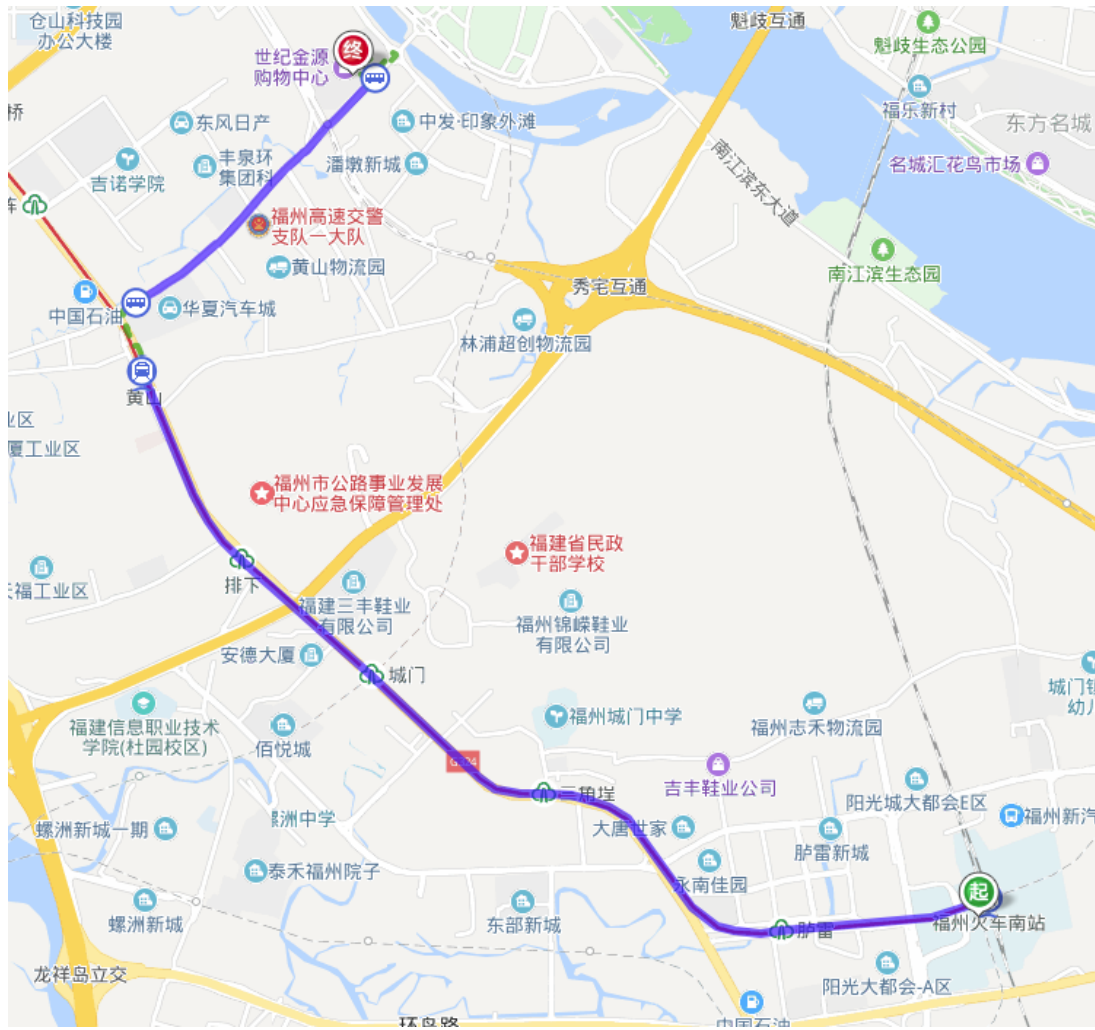 仓山科技园
办公大楼
魁歧互通
魁歧生态公园
世纪金源
购物中心
终
桥
福乐新村
东方名城
东风日产
中发·印象外滩
丰泉环
集团科
潘墩新城
南江滨东大道
名城汇花鸟市场
吉诺学院
福州高速交警
支队一大队
黄山物流园
南江滨生态园
秀宅互通
中国石油
华夏汽车城
林浦超创物流园
黄山
业区
厦工业区
福州市公路事业发展
中心应急保障管理处
福建省民政
干部学校
排下
天福工业区
福建三丰鞋业
有限公司
福州锦嵘鞋业
有限公司
安德大厦
城门
城门镇
幼儿
福建信息职业技术
学院(杜园校区)
佰悦城
福州城门中学
福州志禾物流园
G324
吉丰鞋业公司
三角埕
阳光城大都会E区
螺洲中学
螺洲新城一期
大唐世家
胪雷新城
福州新汽
泰禾福州院子
永南佳园
起
螺洲新城
东部新城
胪雷
福州火车南站
龙祥岛立交
阳光大都会-A区
环岛路
中国石油